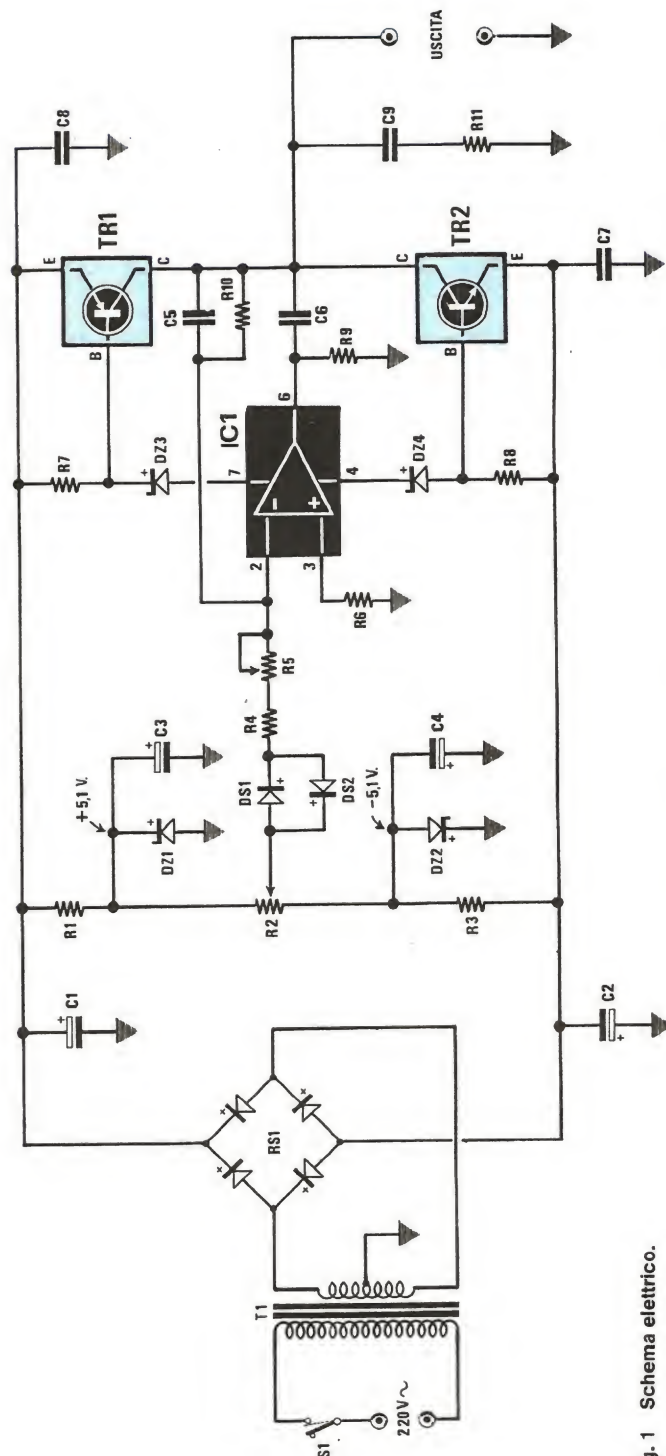 S1
220V~
T1
RS1
C1
C2
R1
R2
R3
+5,1 V.
DZ1
C3
-5,1 V.
DZ2
C4
DS1
DS2
R4
R5
R6
2
3
IC1
-
+
7
4
6
R7
DZ3
DZ4
R8
B
E
C
TR1
C5
R10
C6
R9
B
C
E
TR2
C7
C8
C9
R11
USCITA
g. 1 Schema elettrico.